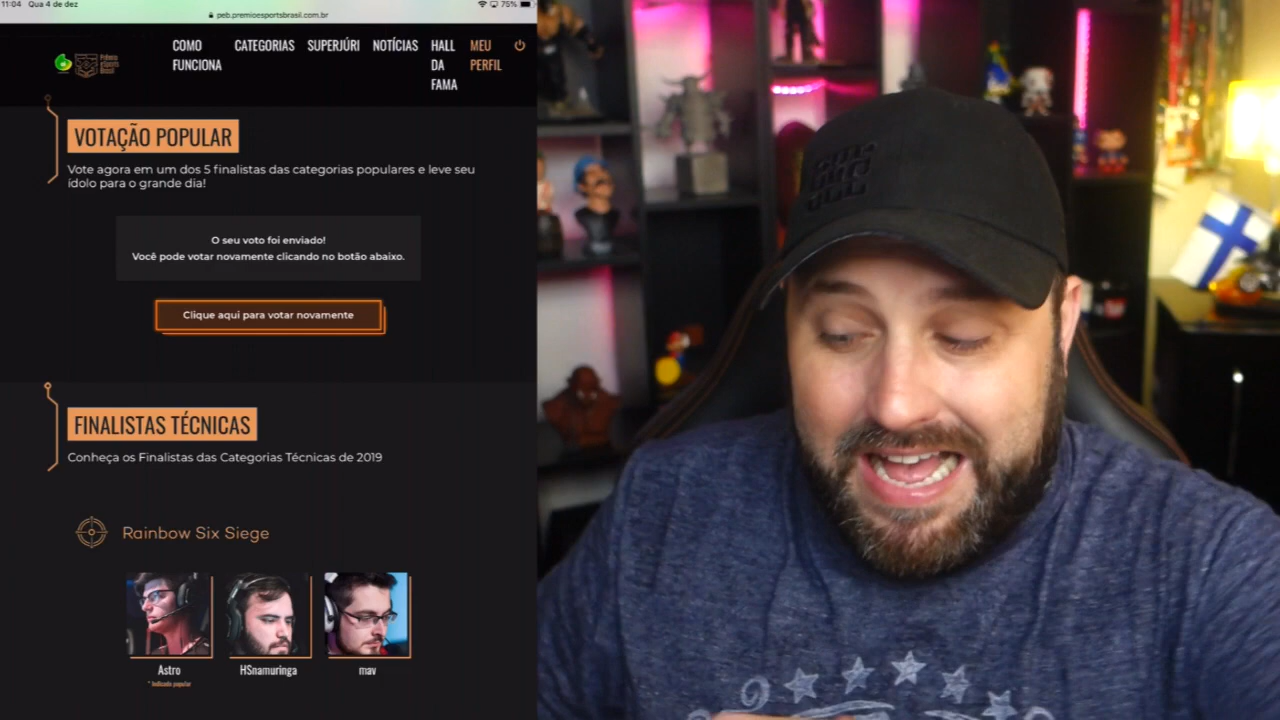 11:04 Qua 4 de dez
75%
peb.premioesportsbrasil.com.br
COMO FUNCIONA
CATEGORIAS
SUPERJÚRI
NOTÍCIAS
HALL DA FAMA
MEU PERFIL
VOTAÇÃO POPULAR
Vote agora em um dos 5 finalistas das categorias populares e leve seu
ídolo para o grande dia!
O seu voto foi enviado!
Você pode votar novamente clicando no botão abaixo.
Clique aqui para votar novamente
FINALISTAS TÉCNICAS
Conheça os Finalistas das Categorias Técnicas de 2019
Rainbow Six Siege
Astro
HSnamuringa
mav
* Indicado popular